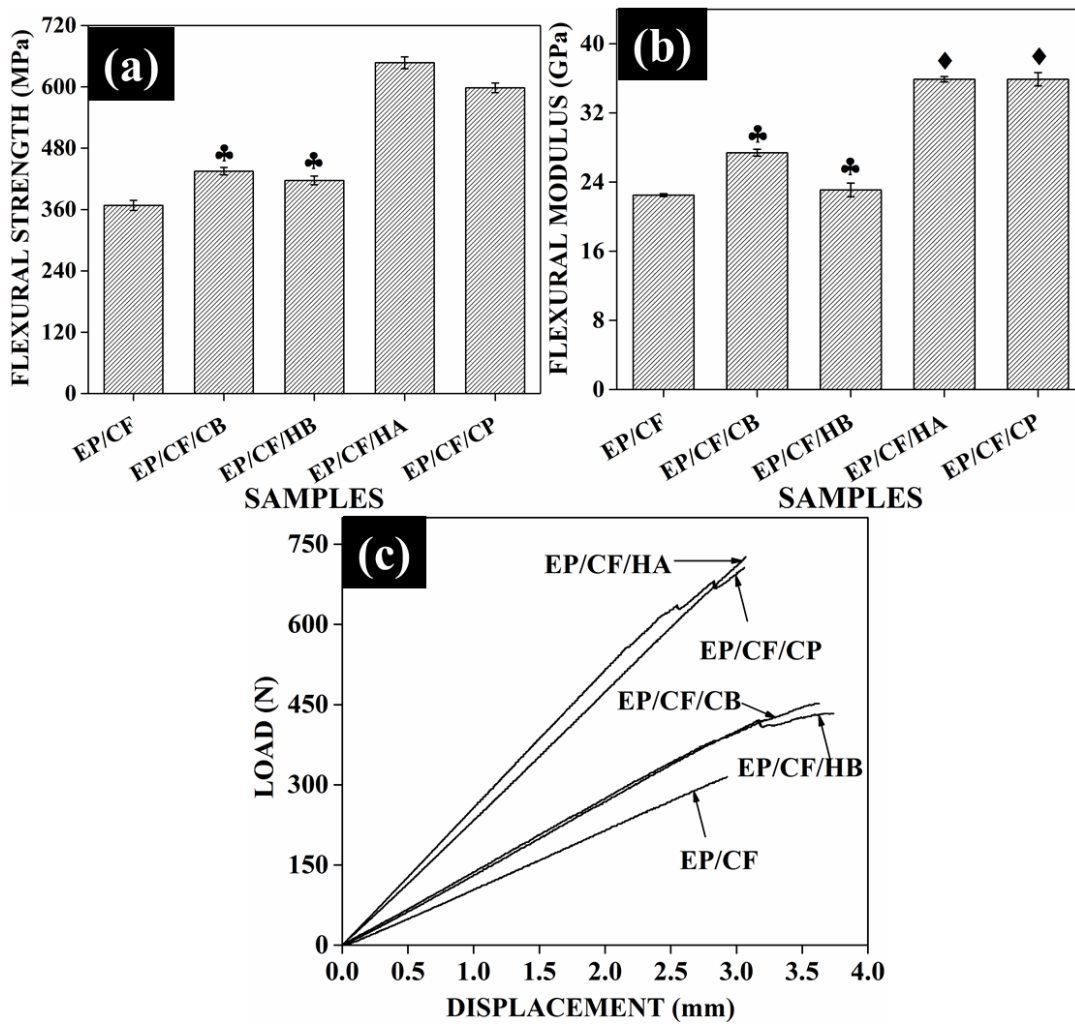 (a)
FLEXURAL STRENGTH (MPa)
720
600
480
360
240
120
0
♣
♣
EP/CF
EP/CF/CB
EP/CF/HB
EP/CF/HA
EP/CF/CP
SAMPLES
(b)
FLEXURAL MODULUS (GPa)
40
32
24
16
8
0
♣
♣
♦
♦
EP/CF
EP/CF/CB
EP/CF/HB
EP/CF/HA
EP/CF/CP
SAMPLES
(c)
LOAD (N)
750
600
450
300
150
0
EP/CF/HA
EP/CF/CP
EP/CF/CB
EP/CF/HB
EP/CF
0.0 0.5 1.0 1.5 2.0 2.5 3.0 3.5 4.0
DISPLACEMENT (mm)